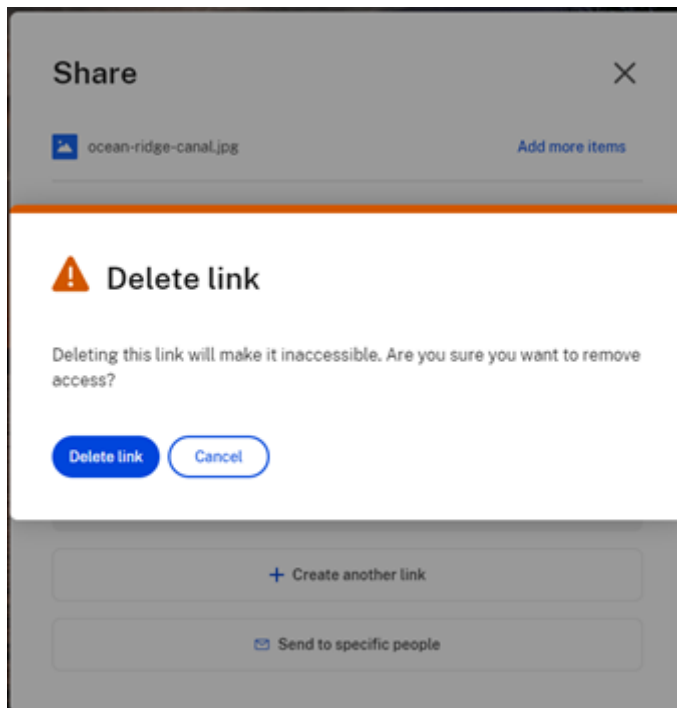 Share
ocean-ridge-canal.jpg
Add more items
Delete link
Deleting this link will make it inaccessible. Are you sure you want to remove
access?
Delete link
Cancel
Create another link
Send to specific people